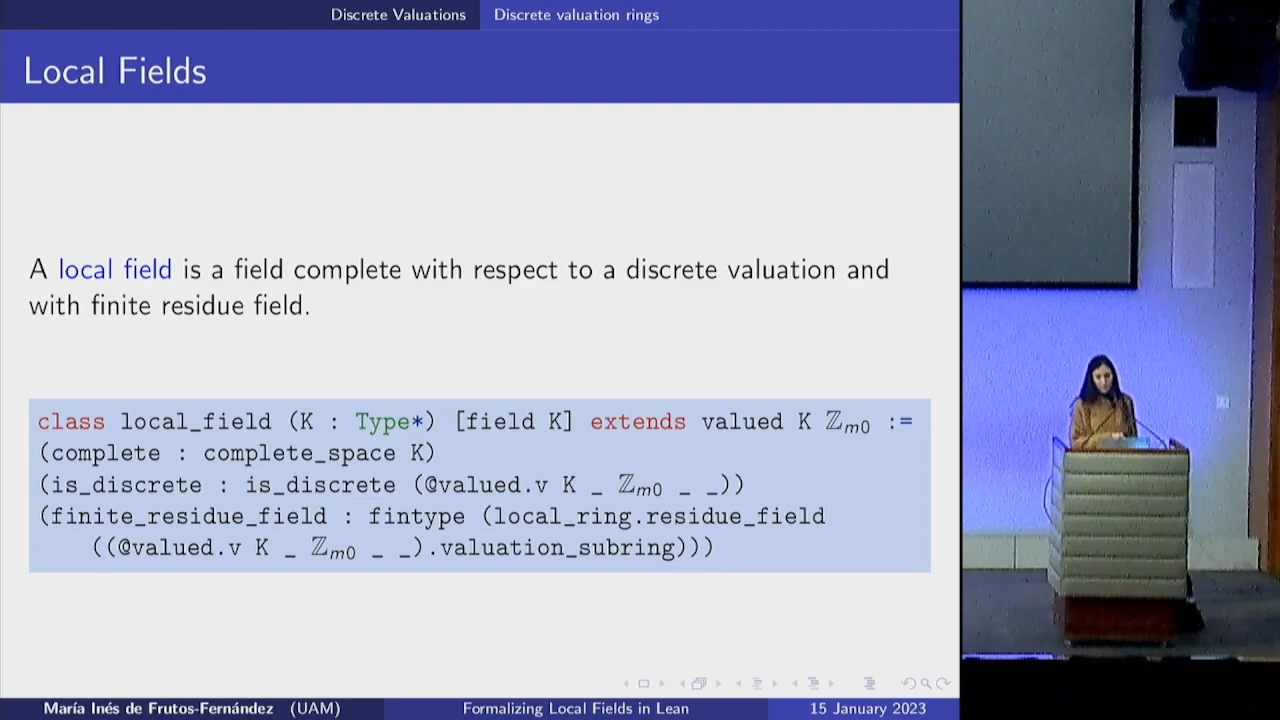 Discrete Valuations Discrete valuation rings
Local Fields
A local field is a field complete with respect to a discrete valuation and
with finite residue field.
class local_field (K : Type*) [field K] extends valued K ℤₘ₀ :=
(complete : complete_space K)
(is_discrete : is_discrete (@valued.v K _ ℤₘ₀ _ _))
(finite_residue_field : fintype (local_ring.residue_field
((@valued.v K _ ℤₘ₀ _ _).valuation_subring)))
María Inés de Frutos-Fernández (UAM) Formalizing Local Fields in Lean 15 January 2023